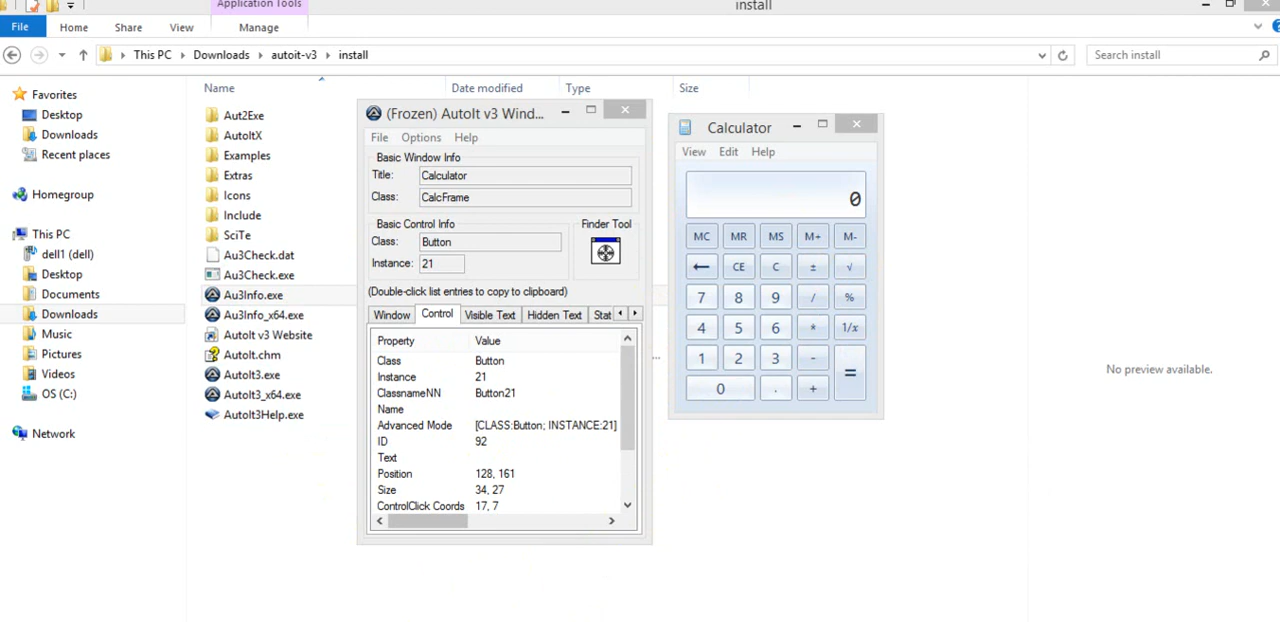 Application Tools
install
File Home Share View Manage
This PC Downloads autoit-v3 install
Search install
Favorites
Desktop
Downloads
Recent places
Homegroup
This PC
dell1 (dell)
Desktop
Documents
Downloads
Music
Pictures
Videos
OS (C:)
Network
Name Date modified Type Size
Aut2Exe
AutoItX
Examples
Extras
Icons
Include
SciTe
Au3Check.dat
Au3Check.exe
Au3Info.exe
Au3Info_x64.exe
AutoIt v3 Website
AutoIt.chm
AutoIt3.exe
AutoIt3_x64.exe
AutoIt3Help.exe
(Frozen) AutoIt v3 Wind...
File Options Help
Basic Window Info
Title: Calculator
Class: CalcFrame
Basic Control Info Finder Tool
Class: Button
Instance: 21
(Double-click list entries to copy to clipboard)
Window Control Visible Text Hidden Text Stat
Property Value
Class Button
Instance 21
ClassnameNN Button21
Name
Advanced Mode [CLASS:Button; INSTANCE:21]
ID 92
Text
Position 128, 161
Size 34, 27
ControlClick Coords 17, 7
...
Calculator
View Edit Help
0
MC MR MS M+ M-
← CE C ± √
7 8 9 / %
4 5 6 * 1/x
1 2 3 - =
0 . +
No preview available.